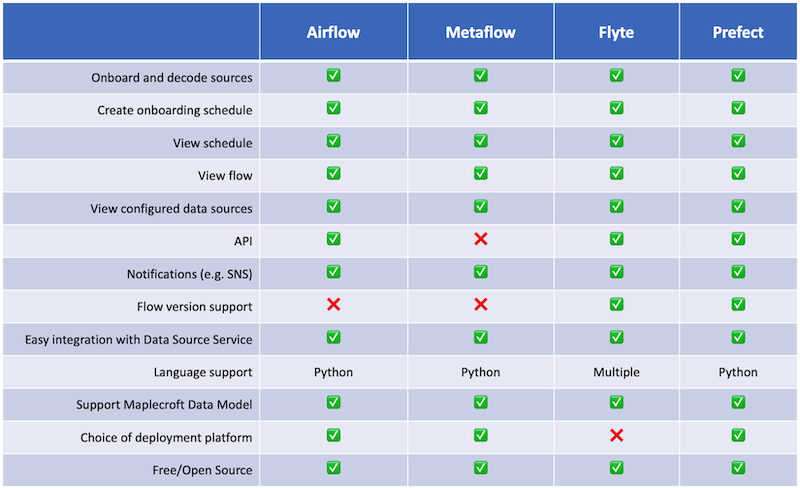 Airflow Metaflow Flyte Prefect
Onboard and decode sources ✅ ✅ ✅ ✅
Create onboarding schedule ✅ ✅ ✅ ✅
View schedule ✅ ✅ ✅ ✅
View flow ✅ ✅ ✅ ✅
View configured data sources ✅ ✅ ✅ ✅
API ✅ ❌ ✅ ✅
Notifications (e.g. SNS) ✅ ✅ ✅ ✅
Flow version support ❌ ❌ ✅ ✅
Easy integration with Data Source Service ✅ ✅ ✅ ✅
Language support Python Python Multiple Python
Support Maplecroft Data Model ✅ ✅ ✅ ✅
Choice of deployment platform ✅ ✅ ❌ ✅
Free/Open Source ✅ ✅ ✅ ✅